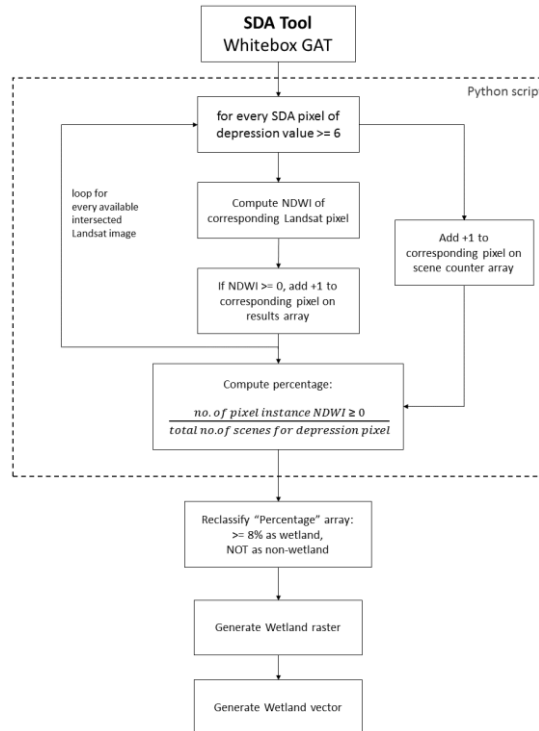 SDA Tool
Whitebox GAT
Python script
for every SDA pixel of
depression value >= 6
loop for
every available
intersected
Landsat image
Compute NDWI of
corresponding Landsat pixel
Add +1 to
corresponding pixel on
scene counter array
If NDWI >= 0, add +1 to
corresponding pixel on
results array
Compute percentage:
no. of pixel instance NDWI ≥ 0
total no. of scenes for depression pixel
Reclassify “Percentage” array:
>= 8% as wetland,
NOT as non-wetland
Generate Wetland raster
Generate Wetland vector